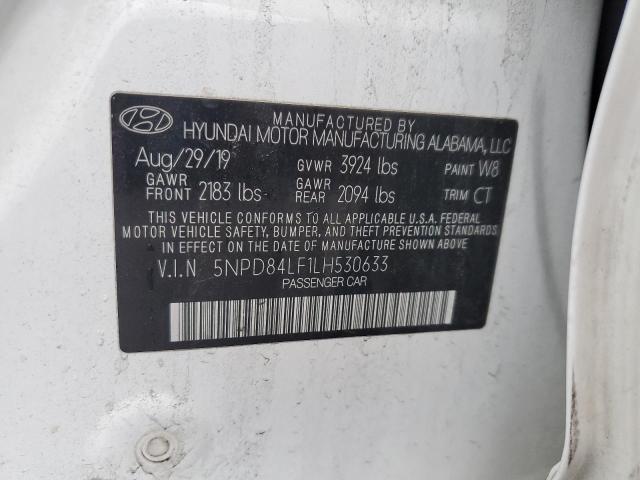 MANUFACTURED BY
HYUNDAI MOTOR MANUFACTURING ALABAMA, LLC
Aug/29/19 GVWR 3924 lbs PAINT W8
GAWR FRONT 2183 lbs GAWR REAR 2094 lbs TRIM CT
THIS VEHICLE CONFORMS TO ALL APPLICABLE U.S.A. FEDERAL
MOTOR VEHICLE SAFETY, BUMPER, AND THEFT PREVENTION STANDARDS
IN EFFECT ON THE DATE OF MANUFACTURE SHOWN ABOVE.
V.I.N 5NPD84LF1LH530633
PASSENGER CAR